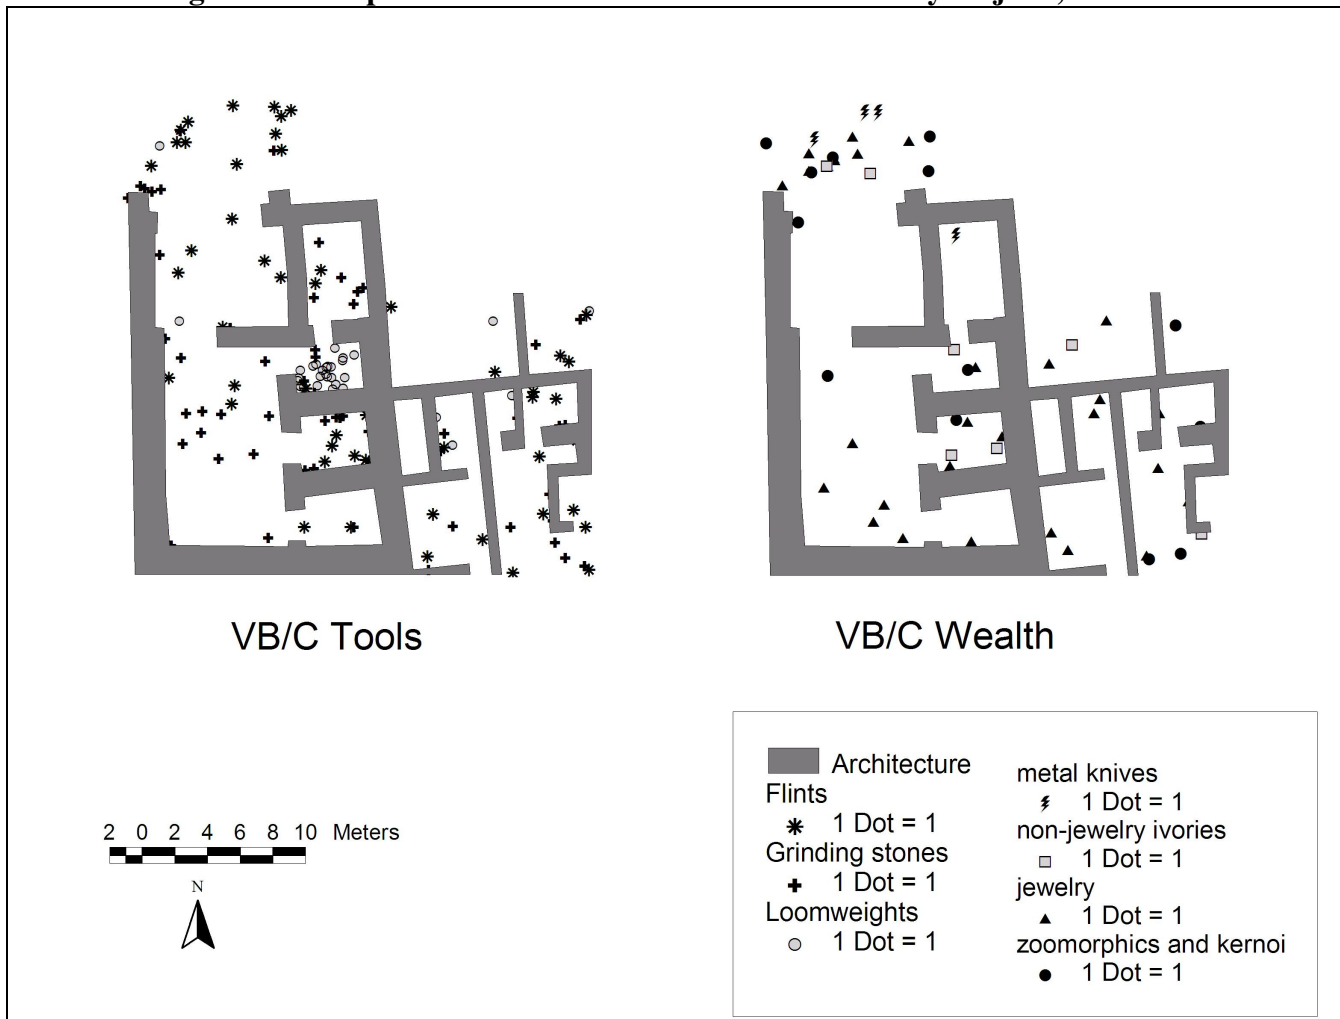 VB/C Tools
VB/C Wealth
2 0 2 4 6 8 10 Meters
N
Architecture
Flints
1 Dot = 1
Grinding stones
1 Dot = 1
Loomweights
1 Dot = 1
metal knives
1 Dot = 1
non-jewelry ivories
1 Dot = 1
jewelry
1 Dot = 1
zoomorphics and kernoi
1 Dot = 1